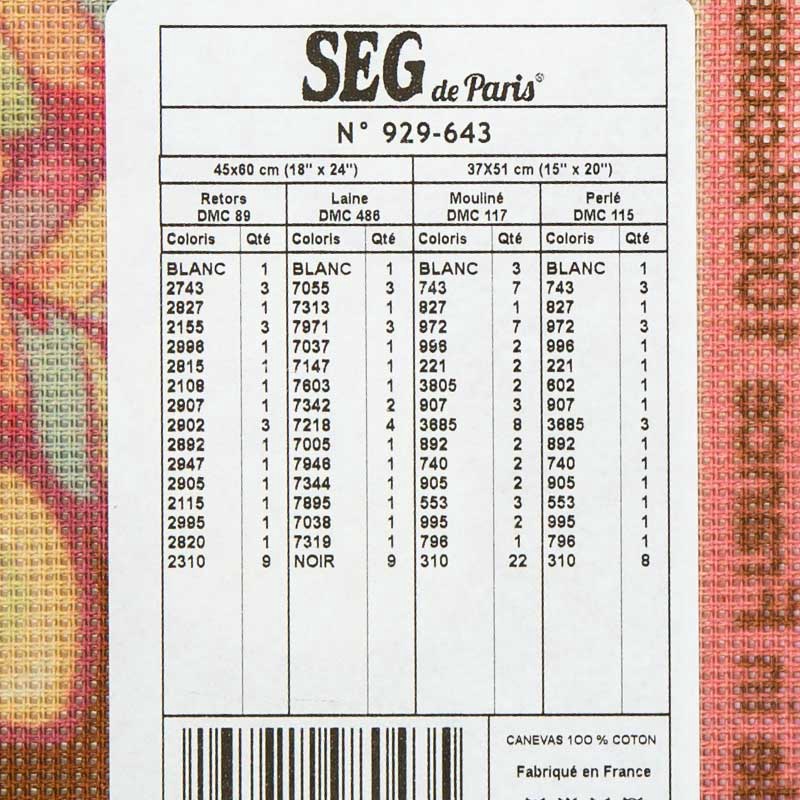 SEG de Paris®
N° 929-643
45x60 cm (18" x 24") 37X51 cm (15" x 20")
Retors Laine Mouliné Perlé
DMC 89 DMC 486 DMC 117 DMC 115
Coloris Qté Coloris Qté Coloris Qté Coloris Qté
BLANC 1 BLANC 1 BLANC 3 BLANC 1
2743 3 7055 3 743 7 743 3
2827 1 7313 1 827 1 827 1
2155 3 7971 3 972 7 972 3
2996 1 7037 1 996 2 996 1
2815 1 7147 1 221 2 221 1
2109 1 7603 1 3805 2 602 1
2907 1 7342 2 907 3 907 1
2902 3 7218 4 3685 8 3685 3
2892 1 7005 1 892 2 892 1
2947 1 7946 1 740 2 740 1
2905 1 7344 1 905 2 905 1
2115 1 7895 1 553 3 553 1
2995 1 7038 1 995 2 995 1
2820 1 7319 1 796 1 796 1
2310 9 NOIR 9 310 22 310 8
CANEVAS 100 % COTON
Fabriqué en France